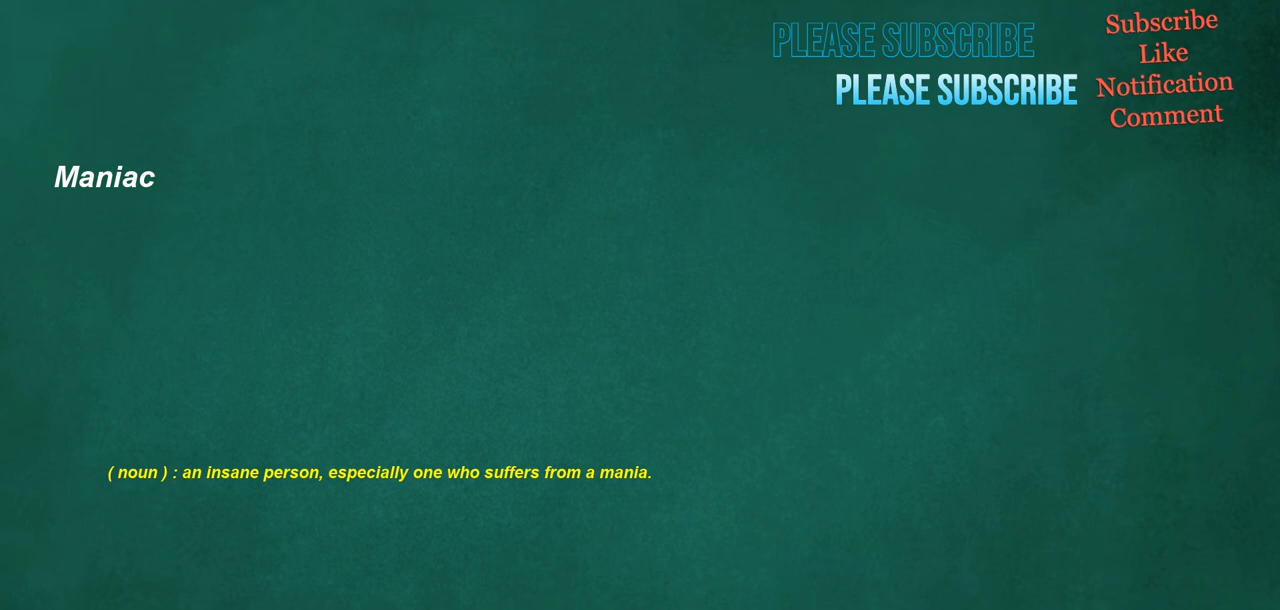 PLEASE SUBSCRIBE
PLEASE SUBSCRIBE
Subscribe
Like
Notification
Comment
Maniac
( noun ) : an insane person, especially one who suffers from a mania.